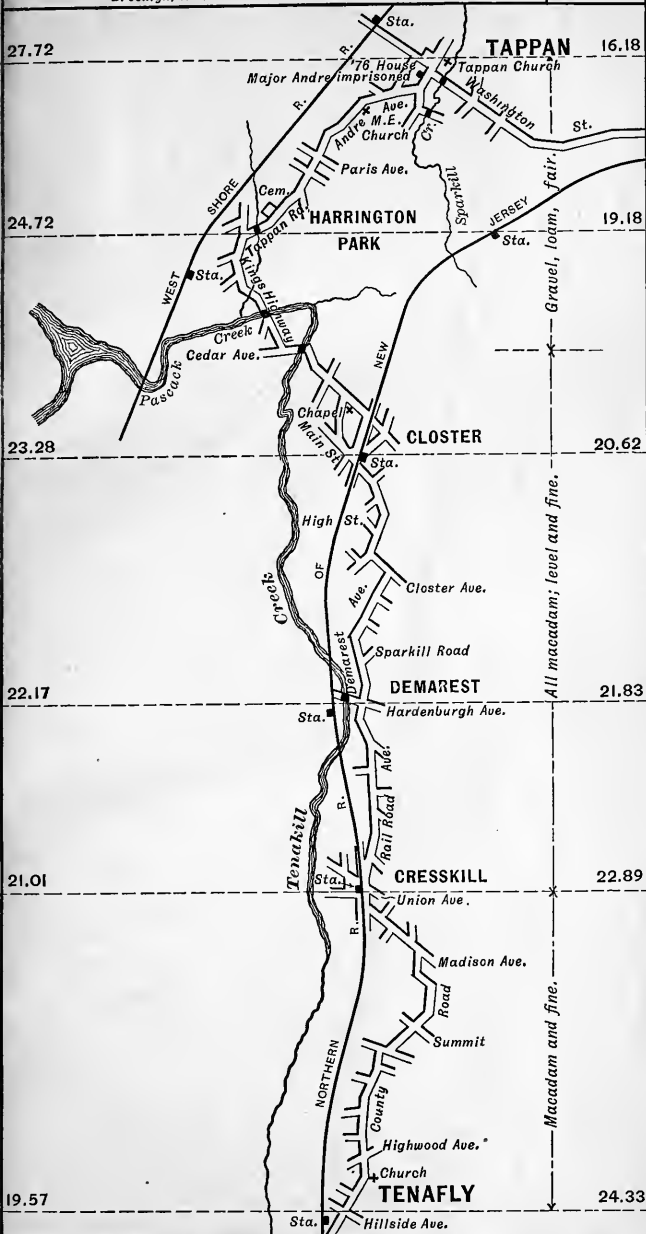 Sta.
27.72
TAPPAN
16.18
R.
'76 House
Tappan Church
Major Andre imprisoned
Washington
St.
Andre Ave.
M.E.
Church
Cr.
R.
Paris Ave.
Cem.
SHORE
Tappan Rd.
HARRINGTON
PARK
Sparkill
JERSEY
Gravel, loam, fair.
24.72
19.18
Sta.
WEST
Sta.
Kings Highway
Creek
Cedar Ave.
Pascack
NEW
Chapel
Main St.
CLOSTER
23.28
20.62
Sta.
High St.
OF
Closter Ave.
Creek
Demarest Ave.
Sparkill Road
All macadam; level and fine.
DEMAREST
22.17
21.83
Sta.
Hardenburgh Ave.
R.
Rail Road Ave.
Tenakill
Sta.
CRESSKILL
21.01
22.89
Union Ave.
R.
Madison Ave.
County Road
Summit
NORTHERN
Macadam and fine.
Highwood Ave.
Church
TENAFLY
19.57
24.33
Sta.
Hillside Ave.